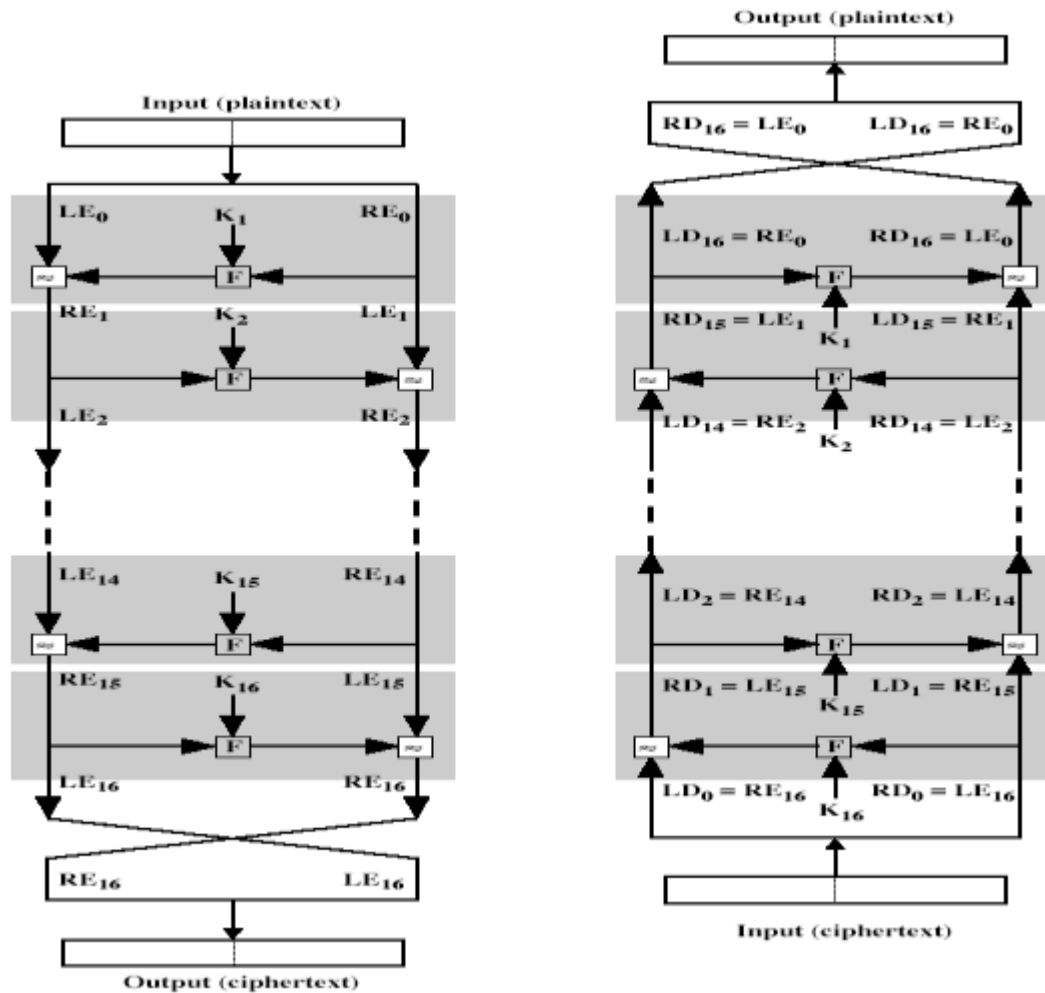 Input (plaintext)
LE0
K1
RE0
F
RE1
K2
LE1
F
LE2
RE2
LE14
K15
RE14
F
RE15
K16
LE15
F
LE16
RE16
RE16
LE16
Output (ciphertext)
Output (plaintext)
RD16 = LE0
LD16 = RE0
LD16 = RE0
RD16 = LE0
F
RD15 = LE1
K1
LD15 = RE1
F
LD14 = RE2
K2
RD14 = LE2
LD2 = RE14
RD2 = LE14
F
RD1 = LE15
K15
LD1 = RE15
F
LD0 = RE16
K16
RD0 = LE16
Input (ciphertext)